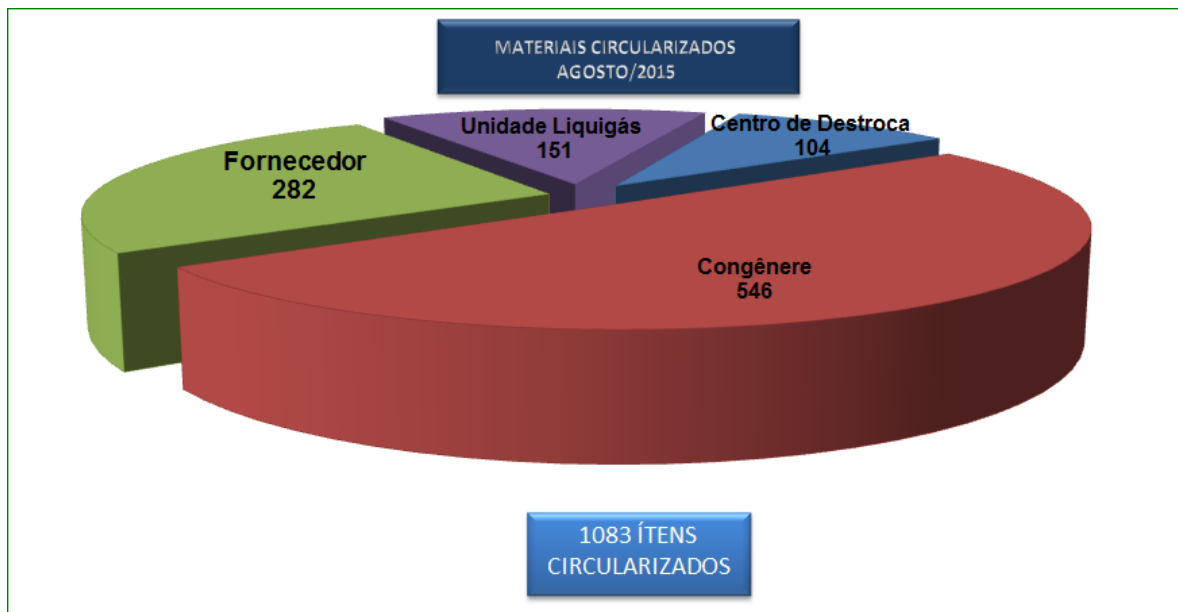 MATERIAIS CIRCULARIZADOS
AGOSTO/2015
Unidade Liquigás
151
Centro de Destroca
104
Fornecedor
282
Congênere
546
1083 ÍTENS
CIRCULARIZADOS